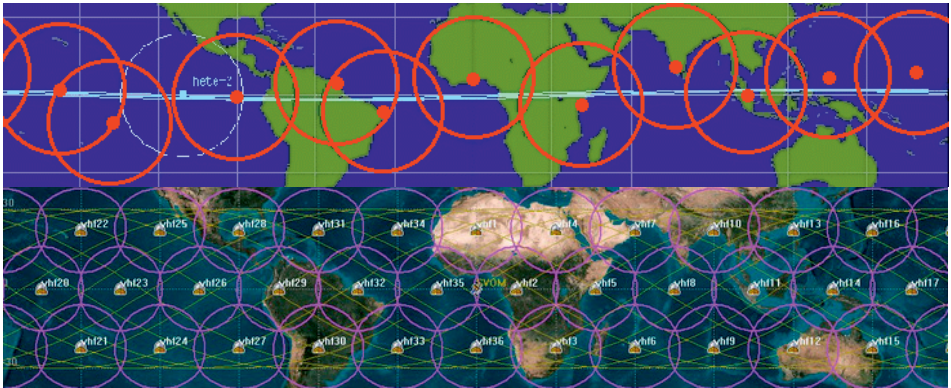 hete-2
30
vhf22 vhf25 vhf28 vhf31 vhf34 vhf1 vhf4 vhf7 vhf10 vhf13 vhf16
vhf20 vhf23 vhf26 vhf29 vhf32 vhf35 SVOM vhf2 vhf5 vhf8 vhf11 vhf14 vhf17
vhf21 vhf24 vhf27 vhf30 vhf33 vhf36 vhf3 vhf6 vhf9 vhf12 vhf15